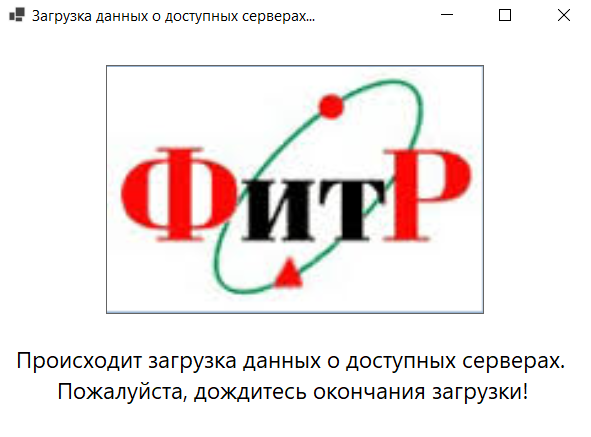 Загрузка данных о доступных серверах...
ФитР
Происходит загрузка данных о доступных серверах.
Пожалуйста, дождитесь окончания загрузки!